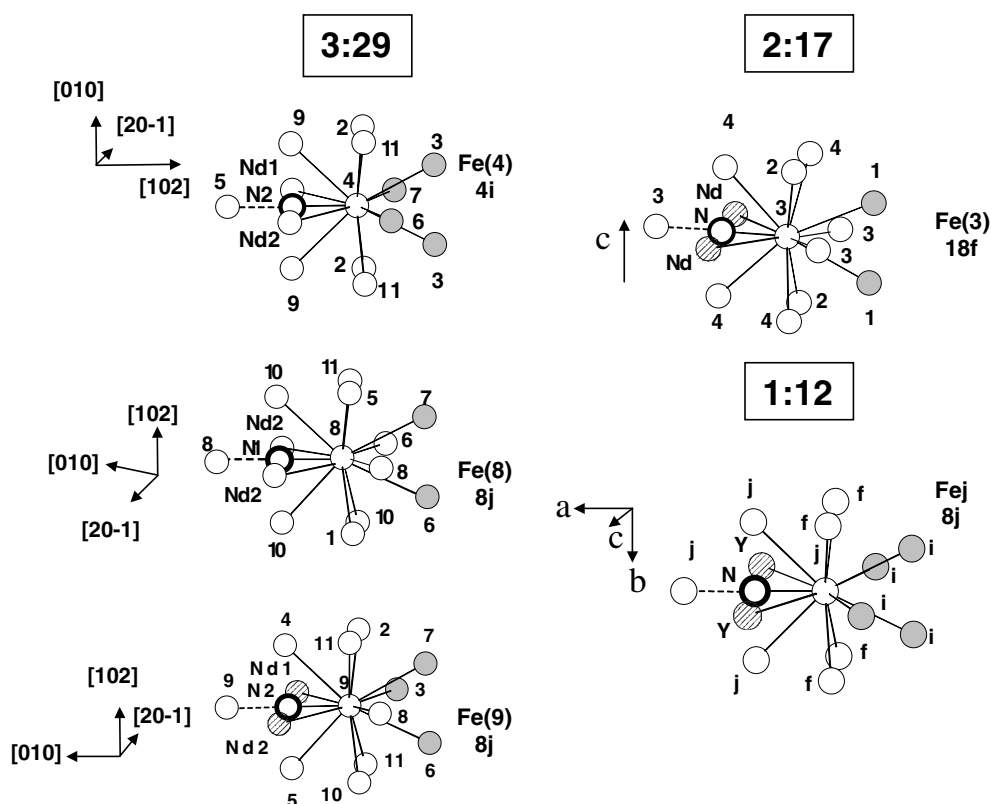 3:29
2:17
[010]
[20-1]
[102]
9
2
11
3
Nd1
N2
4
7
5
6
Nd2
2
11
3
9
Fe(4)
4i
4
4
2
1
Nd
3
N
3
3
3
Nd
c
4
4
2
1
Fe(3)
18f
1:12
[102]
[010]
[20-1]
10
11
5
7
Nd2
8
8
N1
6
8
Nd2
10
1
10
6
Fe(8)
8j
a
c
b
j
f
f
Y
j
i
j
N
i
i
Y
i
j
f
f
Fej
8j
[102]
[20-1]
[010]
4
11
2
7
Nd1
9
N2
9
3
8
Nd2
11
6
5
10
Fe(9)
8j